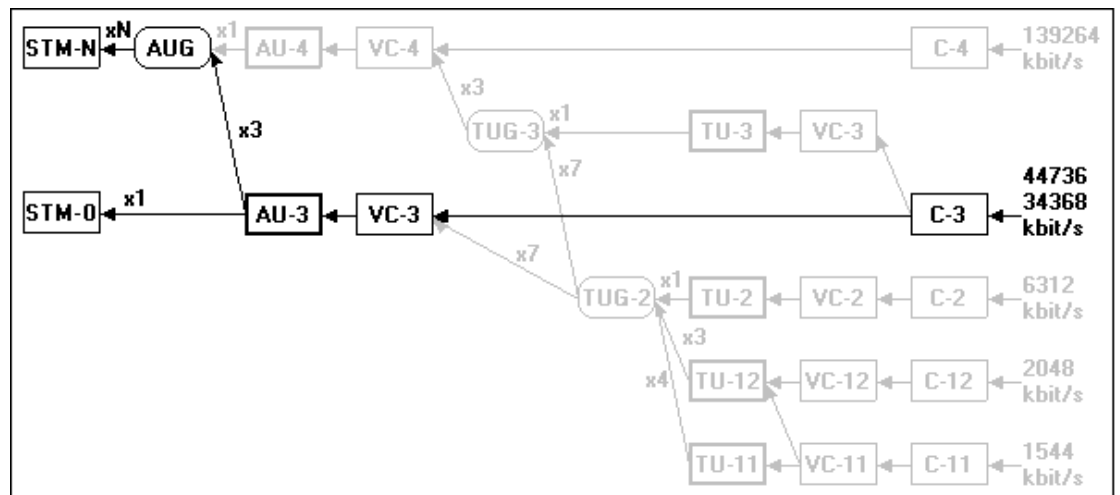 STM-N xN AUG x1 AU-4 VC-4 C-4 139264
kbit/s
x3
TUG-3 x1 TU-3 VC-3
x3
x7
44736
34368
kbit/s
STM-0 x1 AU-3 VC-3 C-3
x7
TUG-2 x1 TU-2 VC-2 C-2 6312
kbit/s
x3
x4 TU-12 VC-12 C-12 2048
kbit/s
TU-11 VC-11 C-11 1544
kbit/s